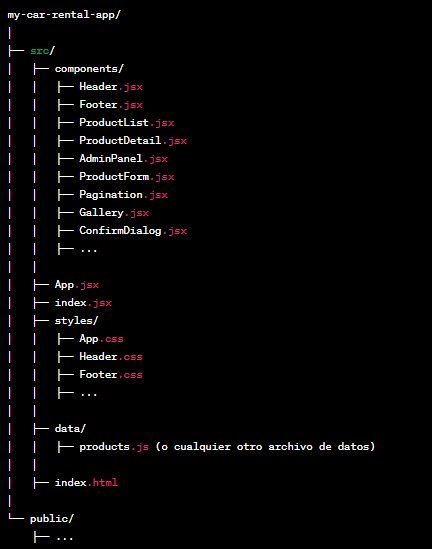 my-car-rental-app/
|
├── src/
|   ├── components/
|   |   ├── Header.jsx
|   |   ├── Footer.jsx
|   |   ├── ProductList.jsx
|   |   ├── ProductDetail.jsx
|   |   ├── AdminPanel.jsx
|   |   ├── ProductForm.jsx
|   |   ├── Pagination.jsx
|   |   ├── Gallery.jsx
|   |   ├── ConfirmDialog.jsx
|   |   ├── ...
|   |
|   ├── App.jsx
|   ├── index.jsx
|   ├── styles/
|   |   ├── App.css
|   |   ├── Header.css
|   |   ├── Footer.css
|   |   ├── ...
|   |
|   ├── data/
|   |   ├── products.js (o cualquier otro archivo de datos)
|   |
|   ├── index.html
|
└── public/
    ├── ...